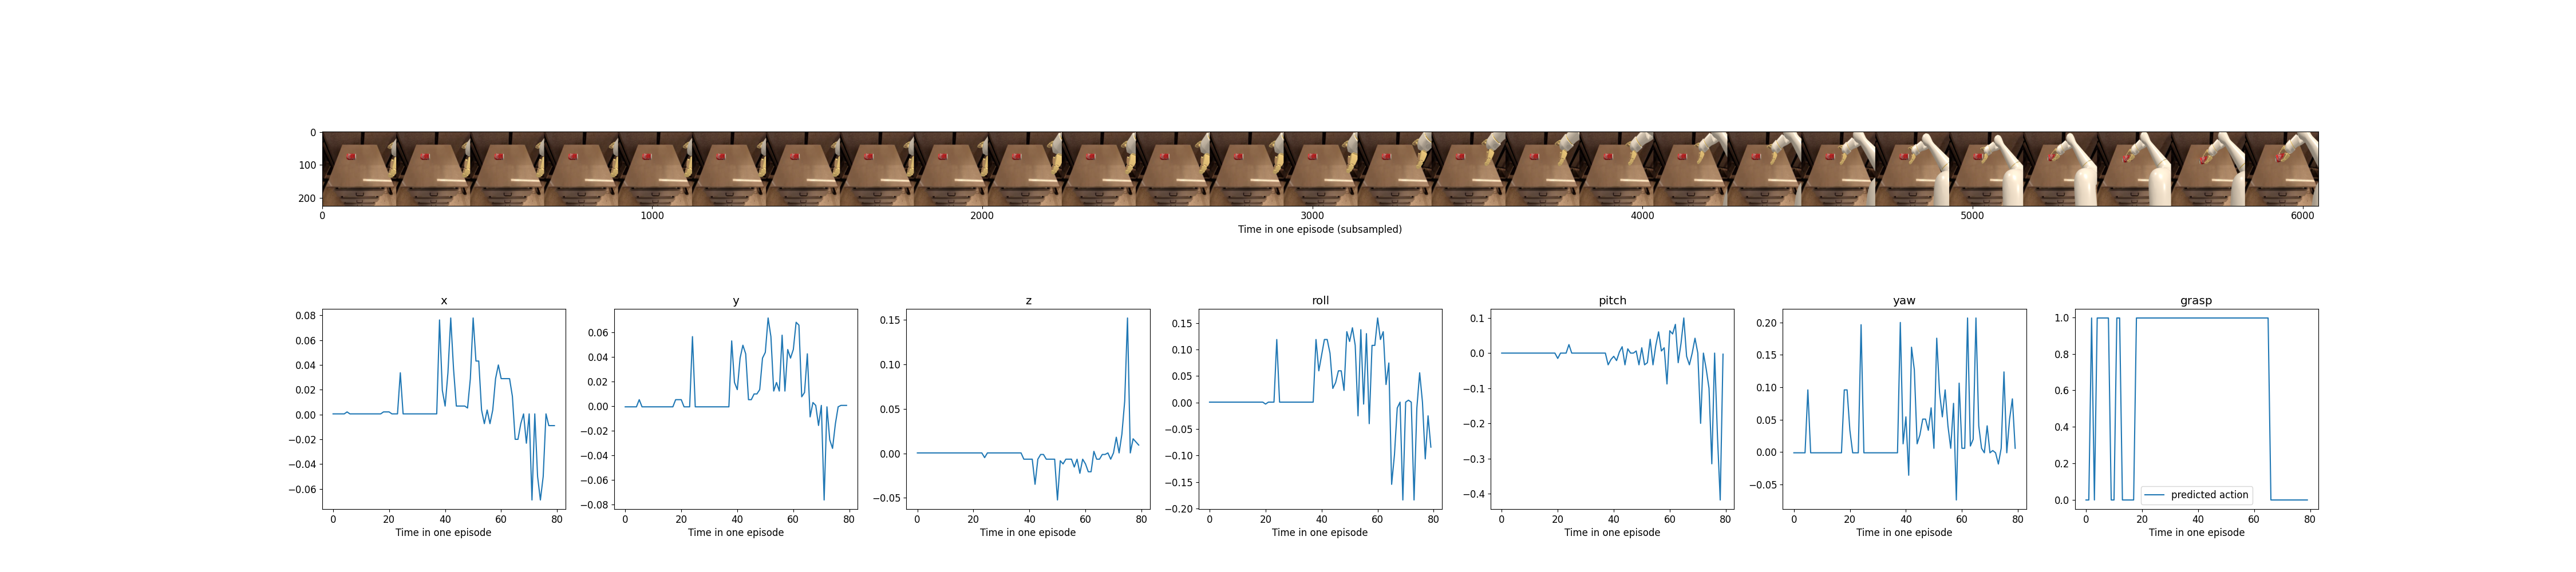 0
100
200
0 1000 2000 3000 4000 5000 6000
Time in one episode (subsampled)
x
0.08
0.06
0.04
0.02
0.00
−0.02
−0.04
−0.06
0 20 40 60 80
Time in one episode
y
0.06
0.04
0.02
0.00
−0.02
−0.04
−0.06
−0.08
0 20 40 60 80
Time in one episode
z
0.15
0.10
0.05
0.00
−0.05
0 20 40 60 80
Time in one episode
roll
0.15
0.10
0.05
0.00
−0.05
−0.10
−0.15
−0.20
0 20 40 60 80
Time in one episode
pitch
0.1
0.0
−0.1
−0.2
−0.3
−0.4
0 20 40 60 80
Time in one episode
yaw
0.20
0.15
0.10
0.05
0.00
−0.05
0 20 40 60 80
Time in one episode
grasp
1.0
0.8
0.6
0.4
0.2
0.0
predicted action
0 20 40 60 80
Time in one episode